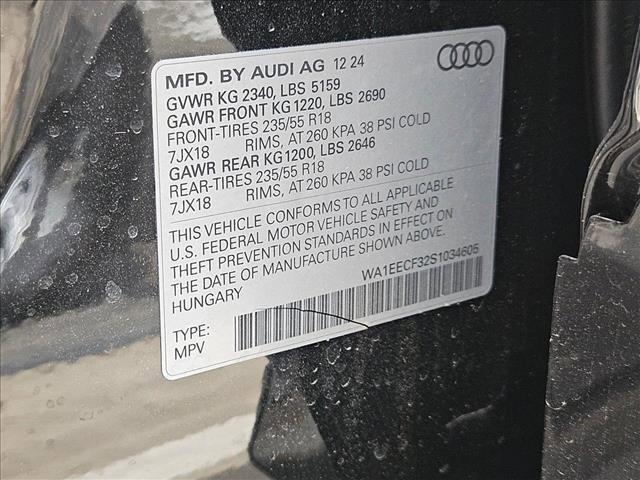 MFD. BY AUDI AG 12 24
GVWR KG 2340, LBS 5159
GAWR FRONT KG 1220, LBS 2690
FRONT-TIRES 235/55 R18
7JX18 RIMS, AT 260 KPA 38 PSI COLD
GAWR REAR KG 1200, LBS 2646
REAR-TIRES 235/55 R18
7JX18 RIMS, AT 260 KPA 38 PSI COLD
THIS VEHICLE CONFORMS TO ALL APPLICABLE
U.S. FEDERAL MOTOR VEHICLE SAFETY AND
THEFT PREVENTION STANDARDS IN EFFECT ON
THE DATE OF MANUFACTURE SHOWN ABOVE.
HUNGARY
WA1EECF32S1034605
TYPE:
MPV